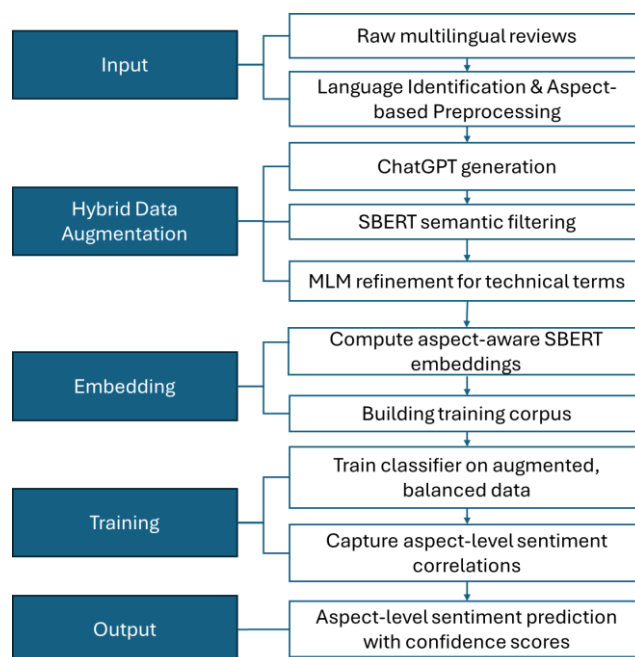 Input
Raw multilingual reviews
Language Identification & Aspect-
based Preprocessing
Hybrid Data
Augmentation
ChatGPT generation
SBERT semantic filtering
MLM refinement for technical terms
Embedding
Compute aspect-aware SBERT
embeddings
Building training corpus
Training
Train classifier on augmented,
balanced data
Capture aspect-level sentiment
correlations
Output
Aspect-level sentiment prediction
with confidence scores